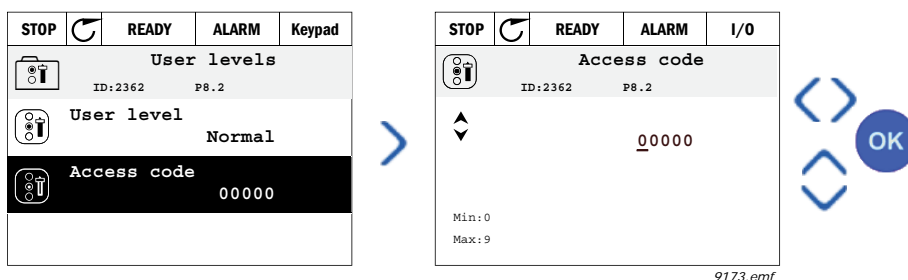 STOP READY ALARM Keypad
User levels
ID:2362 P8.2
User level
Normal
Access code
00000
STOP READY ALARM I/O
Access code
ID:2362 P8.2
00000
Min:0
Max:9
OK
9173.emf